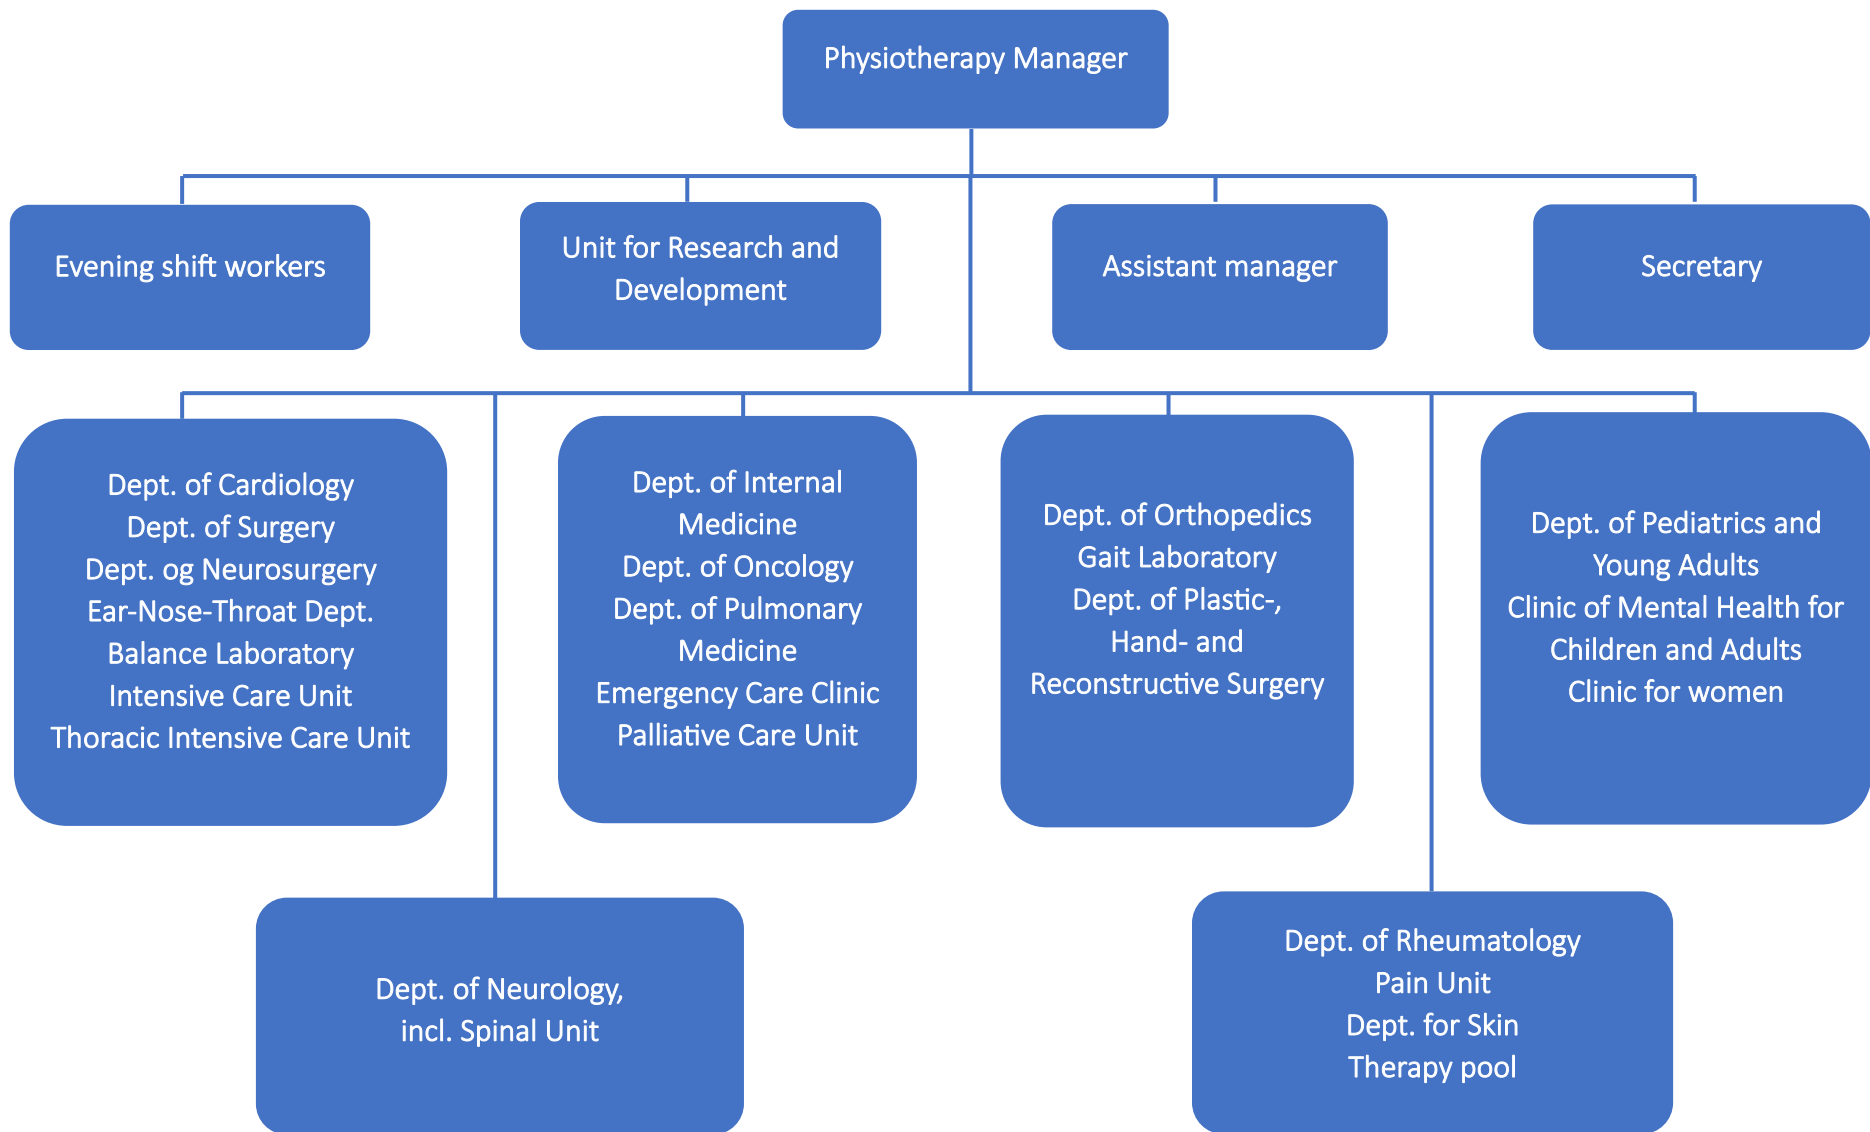 Physiotherapy Manager
Evening shift workers
Unit for Research and
Development
Assistant manager
Secretary
Dept. of Cardiology
Dept. of Surgery
Dept. og Neurosurgery
Ear-Nose-Throat Dept.
Balance Laboratory
Intensive Care Unit
Thoracic Intensive Care Unit
Dept. of Internal
Medicine
Dept. of Oncology
Dept. of Pulmonary
Medicine
Emergency Care Clinic
Palliative Care Unit
Dept. of Orthopedics
Gait Laboratory
Dept. of Plastic-,
Hand- and
Reconstructive Surgery
Dept. of Pediatrics and
Young Adults
Clinic of Mental Health for
Children and Adults
Clinic for women
Dept. of Neurology,
incl. Spinal Unit
Dept. of Rheumatology
Pain Unit
Dept. for Skin
Therapy pool